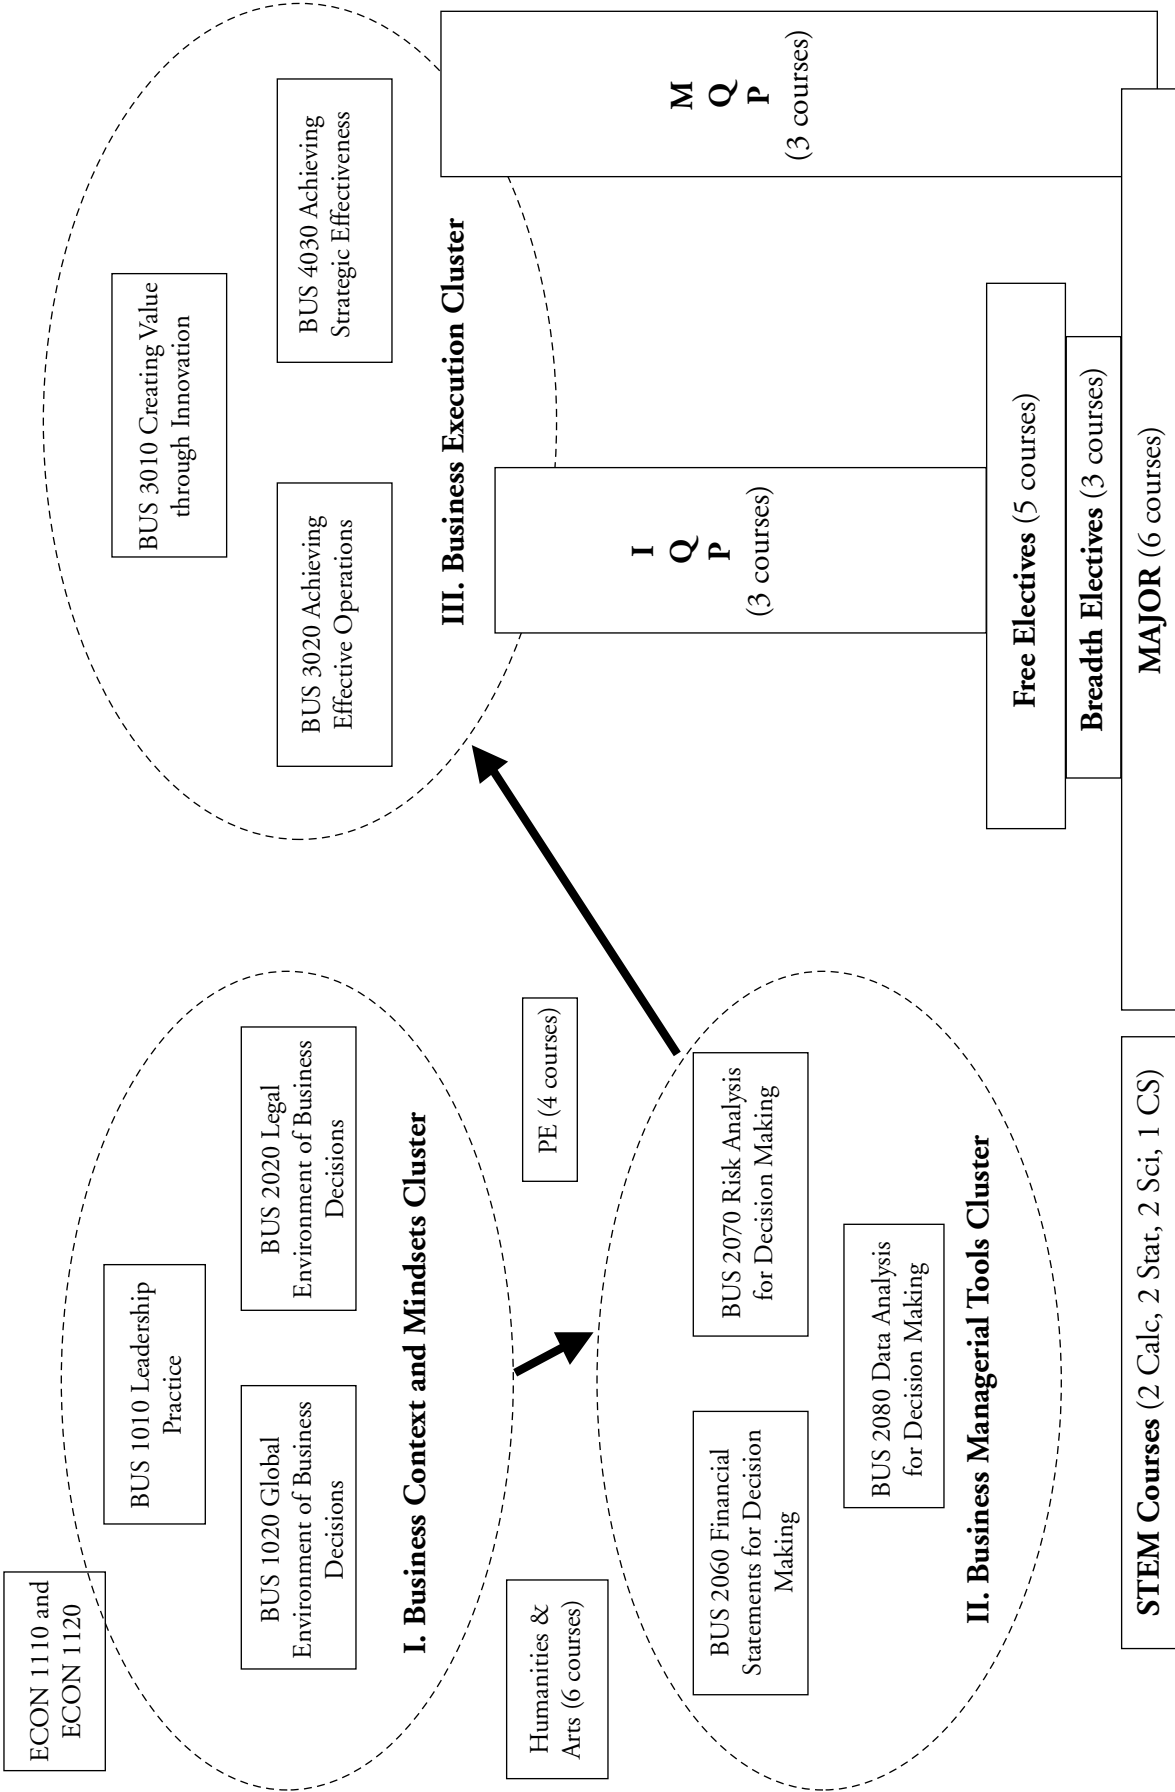 ECON 1110 and
ECON 1120
BUS 1010 Leadership
Practice
BUS 1020 Global
Environment of Business
Decisions
BUS 2020 Legal
Environment of Business
Decisions
I. Business Context and Mindsets Cluster
Humanities &
Arts (6 courses)
PE (4 courses)
BUS 2060 Financial
Statements for Decision
Making
BUS 2070 Risk Analysis
for Decision Making
BUS 2080 Data Analysis
for Decision Making
II. Business Managerial Tools Cluster
STEM Courses (2 Calc, 2 Stat, 2 Sci, 1 CS)
BUS 3010 Creating Value
through Innovation
BUS 3020 Achieving
Effective Operations
BUS 4030 Achieving
Strategic Effectiveness
III. Business Execution Cluster
I
Q
P
(3 courses)
M
Q
P
(3 courses)
Free Electives (5 courses)
Breadth Electives (3 courses)
MAJOR (6 courses)